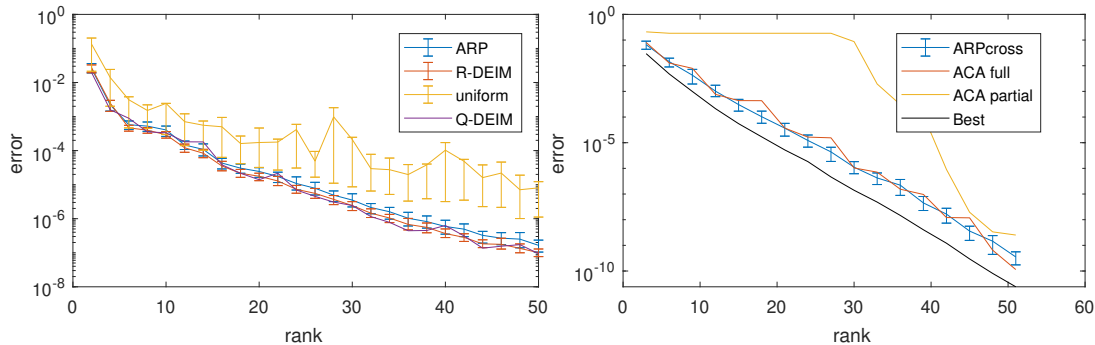 10^0
10^-2
10^-4
10^-6
10^-8
error
0
10
20
30
40
50
rank
ARP
R-DEIM
uniform
Q-DEIM
10^0
10^-5
10^-10
error
0
10
20
30
40
50
60
rank
ARPcross
ACA full
ACA partial
Best